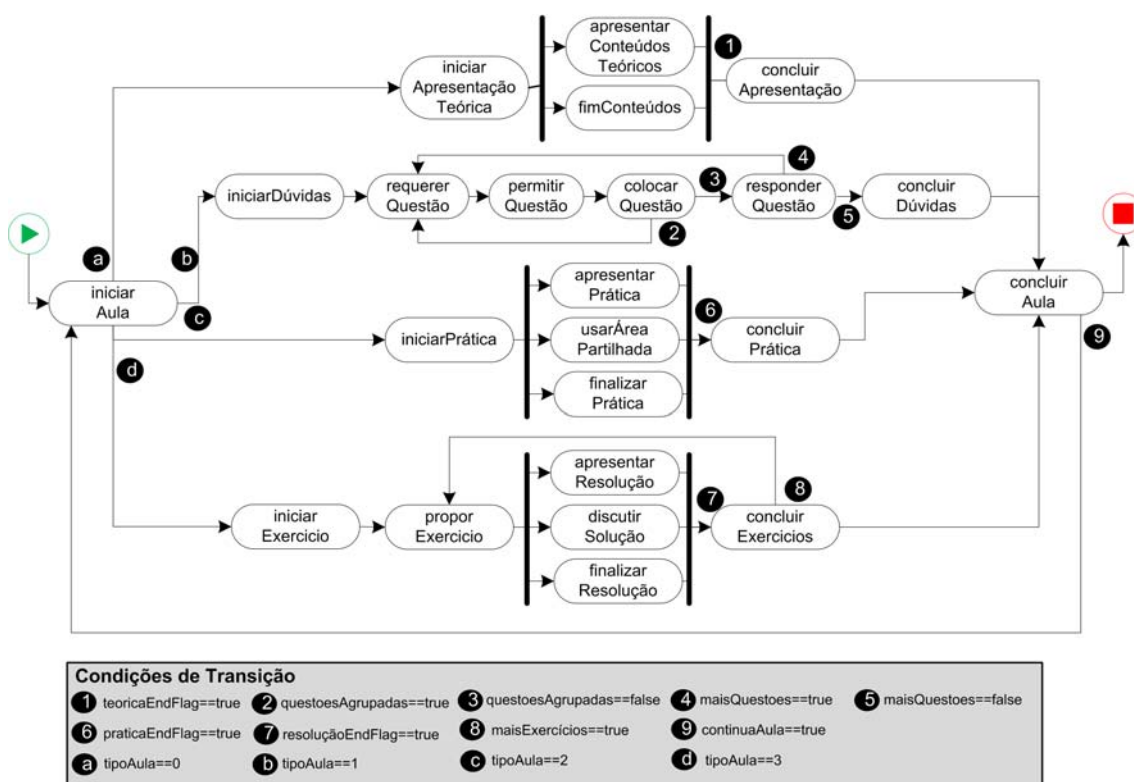 apresentar
Conteúdos
Teóricos
1
iniciar
Apresentação
Teórica
concluir
Apresentação
fimConteúdos
4
iniciarDúvidas
requerer
Questão
permitir
Questão
colocar
Questão
3
responder
Questão
5
concluir
Dúvidas
2
a
b
c
iniciar
Aula
d
apresentar
Prática
iniciarPrática
usarÁrea
Partilhada
6
concluir
Prática
finalizar
Prática
concluir
Aula
9
apresentar
Resolução
iniciar
Exercicio
propor
Exercicio
discutir
Solução
7
8
concluir
Exercicios
finalizar
Resolução
Condições de Transição
1 teoricaEndFlag==true 2 questoesAgrupadas==true 3 questoesAgrupadas==false 4 maisQuestoes==true 5 maisQuestoes==false
6 praticaEndFlag==true 7 resoluçãoEndFlag==true 8 maisExercícios==true 9 continuaAula==true
a tipoAula==0 b tipoAula==1 c tipoAula==2 d tipoAula==3